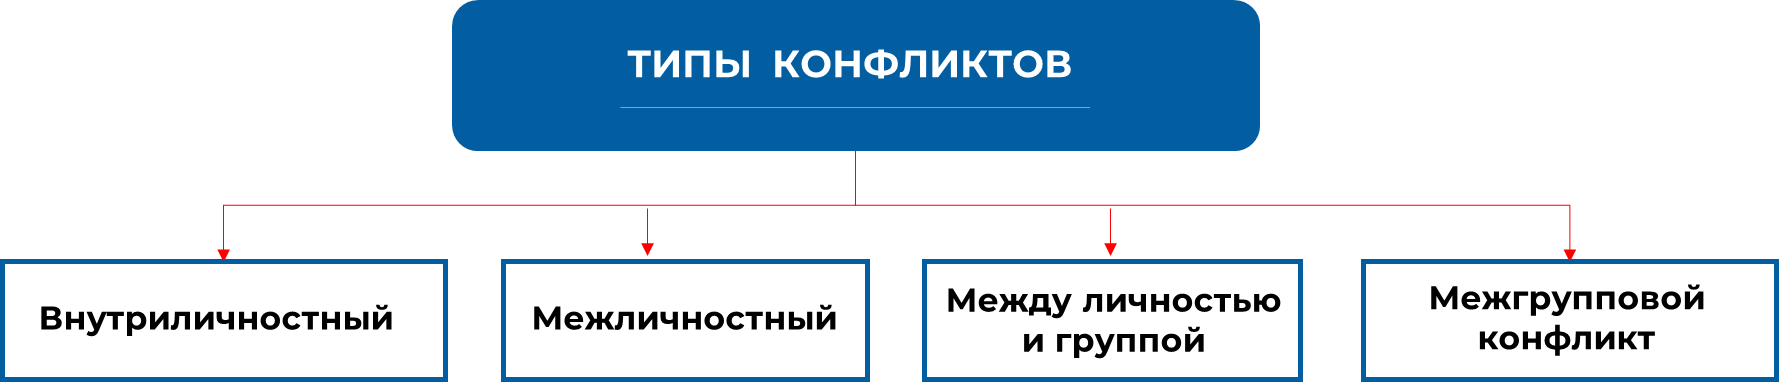 ТИПЫ КОНФЛИКТОВ
Внутриличностный
Межличностный
Между личностью
и группой
Межгрупповой
конфликт